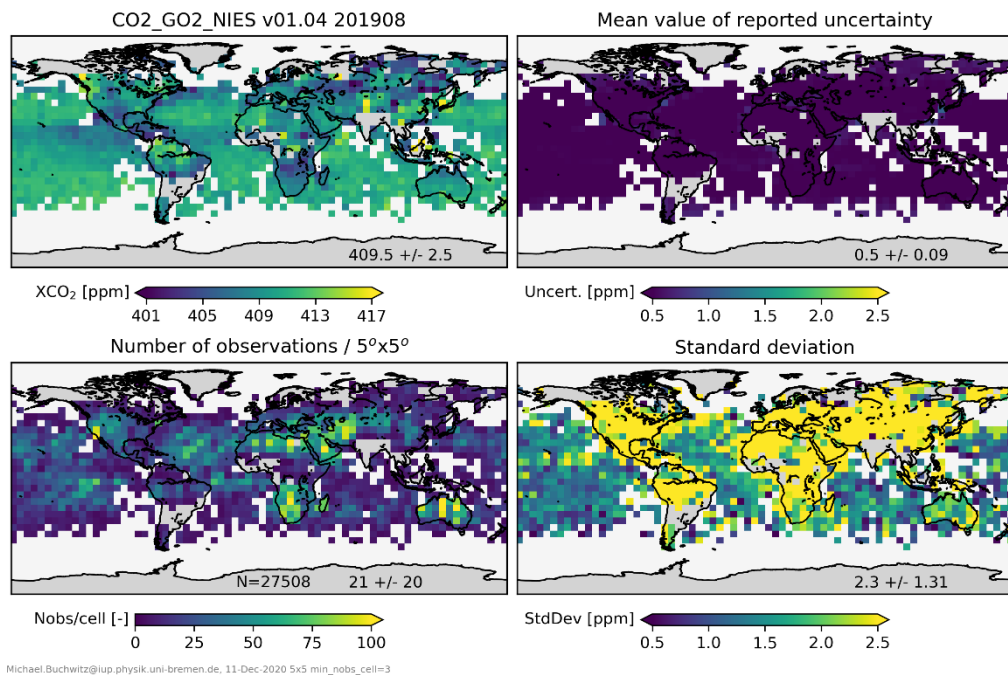 CO2_GO2_NIES v01.04 201908
409.5 +/- 2.5
XCO₂ [ppm]
401 405 409 413 417
Mean value of reported uncertainty
0.5 +/- 0.09
Uncert. [ppm]
0.5 1.0 1.5 2.0 2.5
Number of observations / 5ᵒx5ᵒ
N=27508 21 +/- 20
Nobs/cell [-]
0 25 50 75 100
Standard deviation
2.3 +/- 1.31
StdDev [ppm]
0.5 1.0 1.5 2.0 2.5
Michael.Buchwitz@iup.physik.uni-bremen.de, 11-Dec-2020 5x5 min_nobs_cell=3